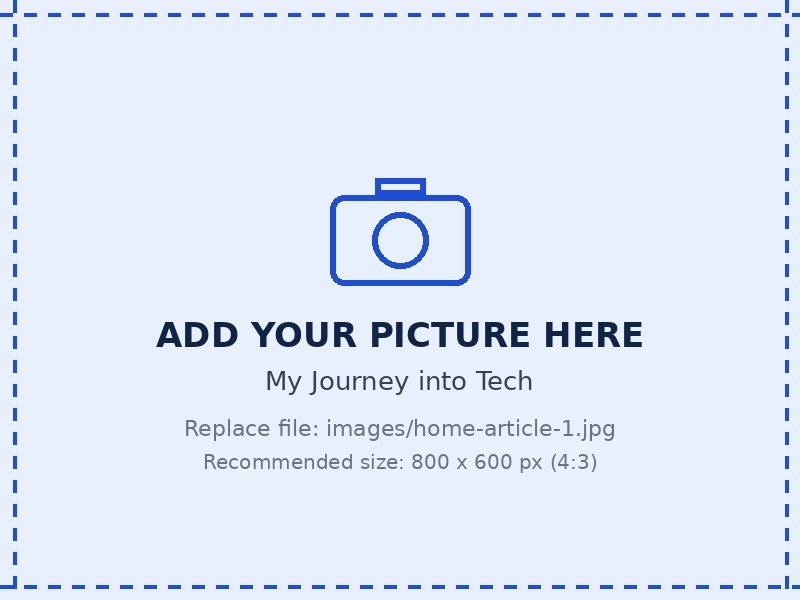 ADD YOUR PICTURE HERE
My Journey into Tech
Replace file: images/home-article-1.jpg
Recommended size: 800 x 600 px (4:3)